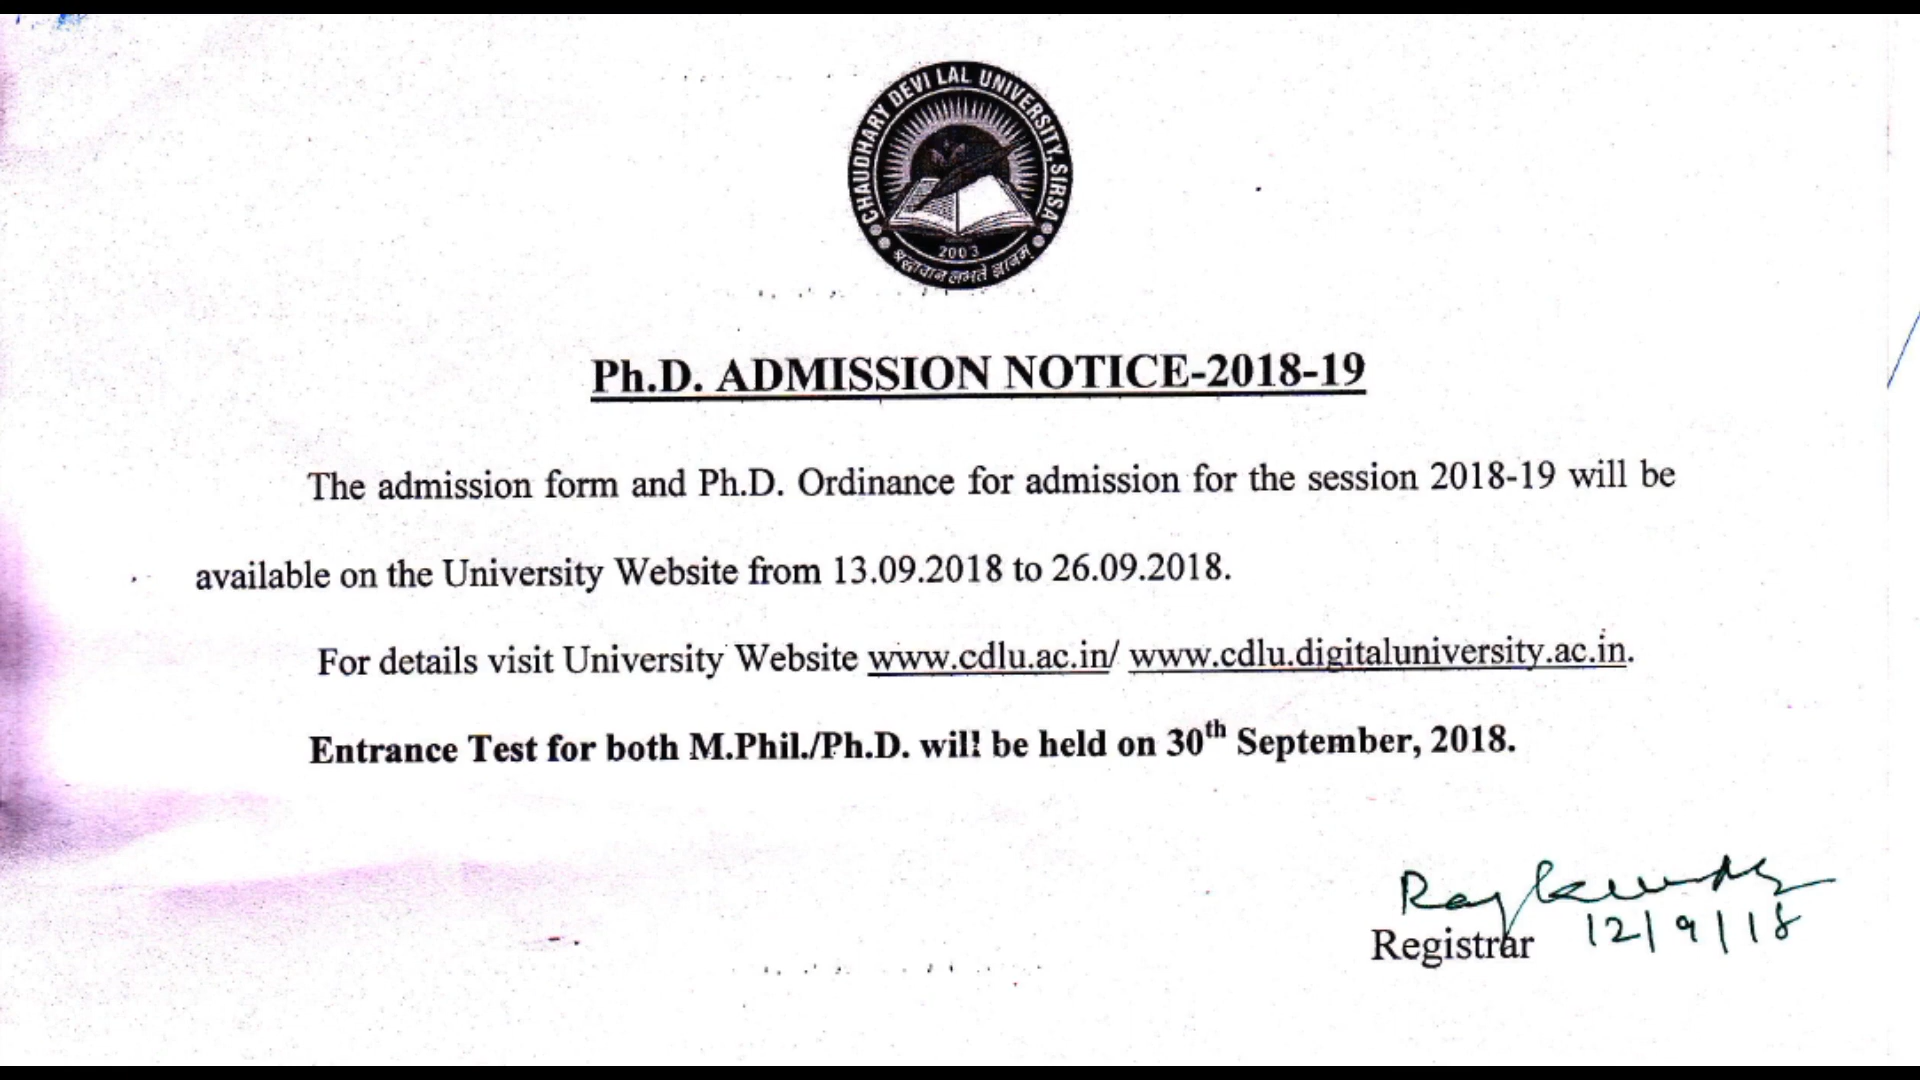 CHAUDHARY DEVI LAL UNIVERSITY, SIRSA
2003
श्रद्धावान लभते ज्ञानम्
Ph.D. ADMISSION NOTICE-2018-19
The admission form and Ph.D. Ordinance for admission for the session 2018-19 will be
available on the University Website from 13.09.2018 to 26.09.2018.
For details visit University Website www.cdlu.ac.in/ www.cdlu.digitaluniversity.ac.in.
Entrance Test for both M.Phil./Ph.D. will be held on 30th September, 2018.
Registrar 12/9/18